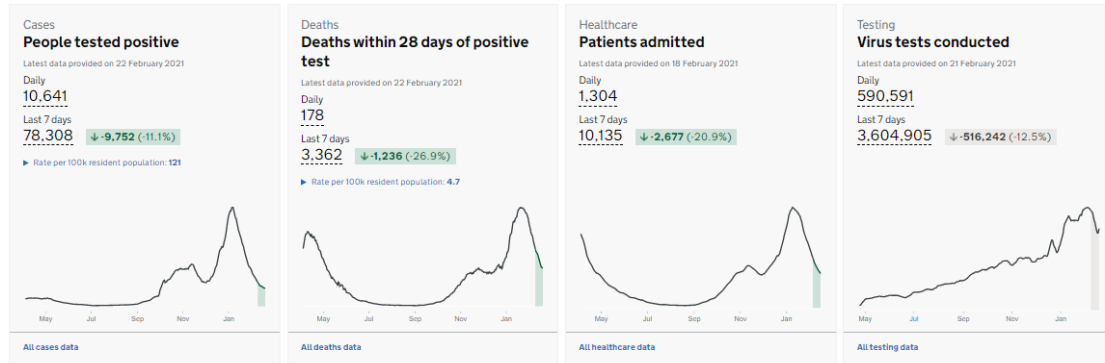 Cases
People tested positive
Latest data provided on 22 February 2021
Daily
10,641
Last 7 days
78,308 ↓ -9,752 (-11.1%)
▶ Rate per 100k resident population: 121
May Jul Sep Nov Jan
All cases data
Deaths
Deaths within 28 days of positive
test
Latest data provided on 22 February 2021
Daily
178
Last 7 days
3,362 ↓ -1,236 (-26.9%)
▶ Rate per 100k resident population: 4.7
May Jul Sep Nov Jan
All deaths data
Healthcare
Patients admitted
Latest data provided on 18 February 2021
Daily
1,304
Last 7 days
10,135 ↓ -2,677 (-20.9%)
May Jul Sep Nov Jan
All healthcare data
Testing
Virus tests conducted
Latest data provided on 21 February 2021
Daily
590,591
Last 7 days
3,604,905 ↓ -516,242 (-12.5%)
May Jul Sep Nov Jan
All testing data